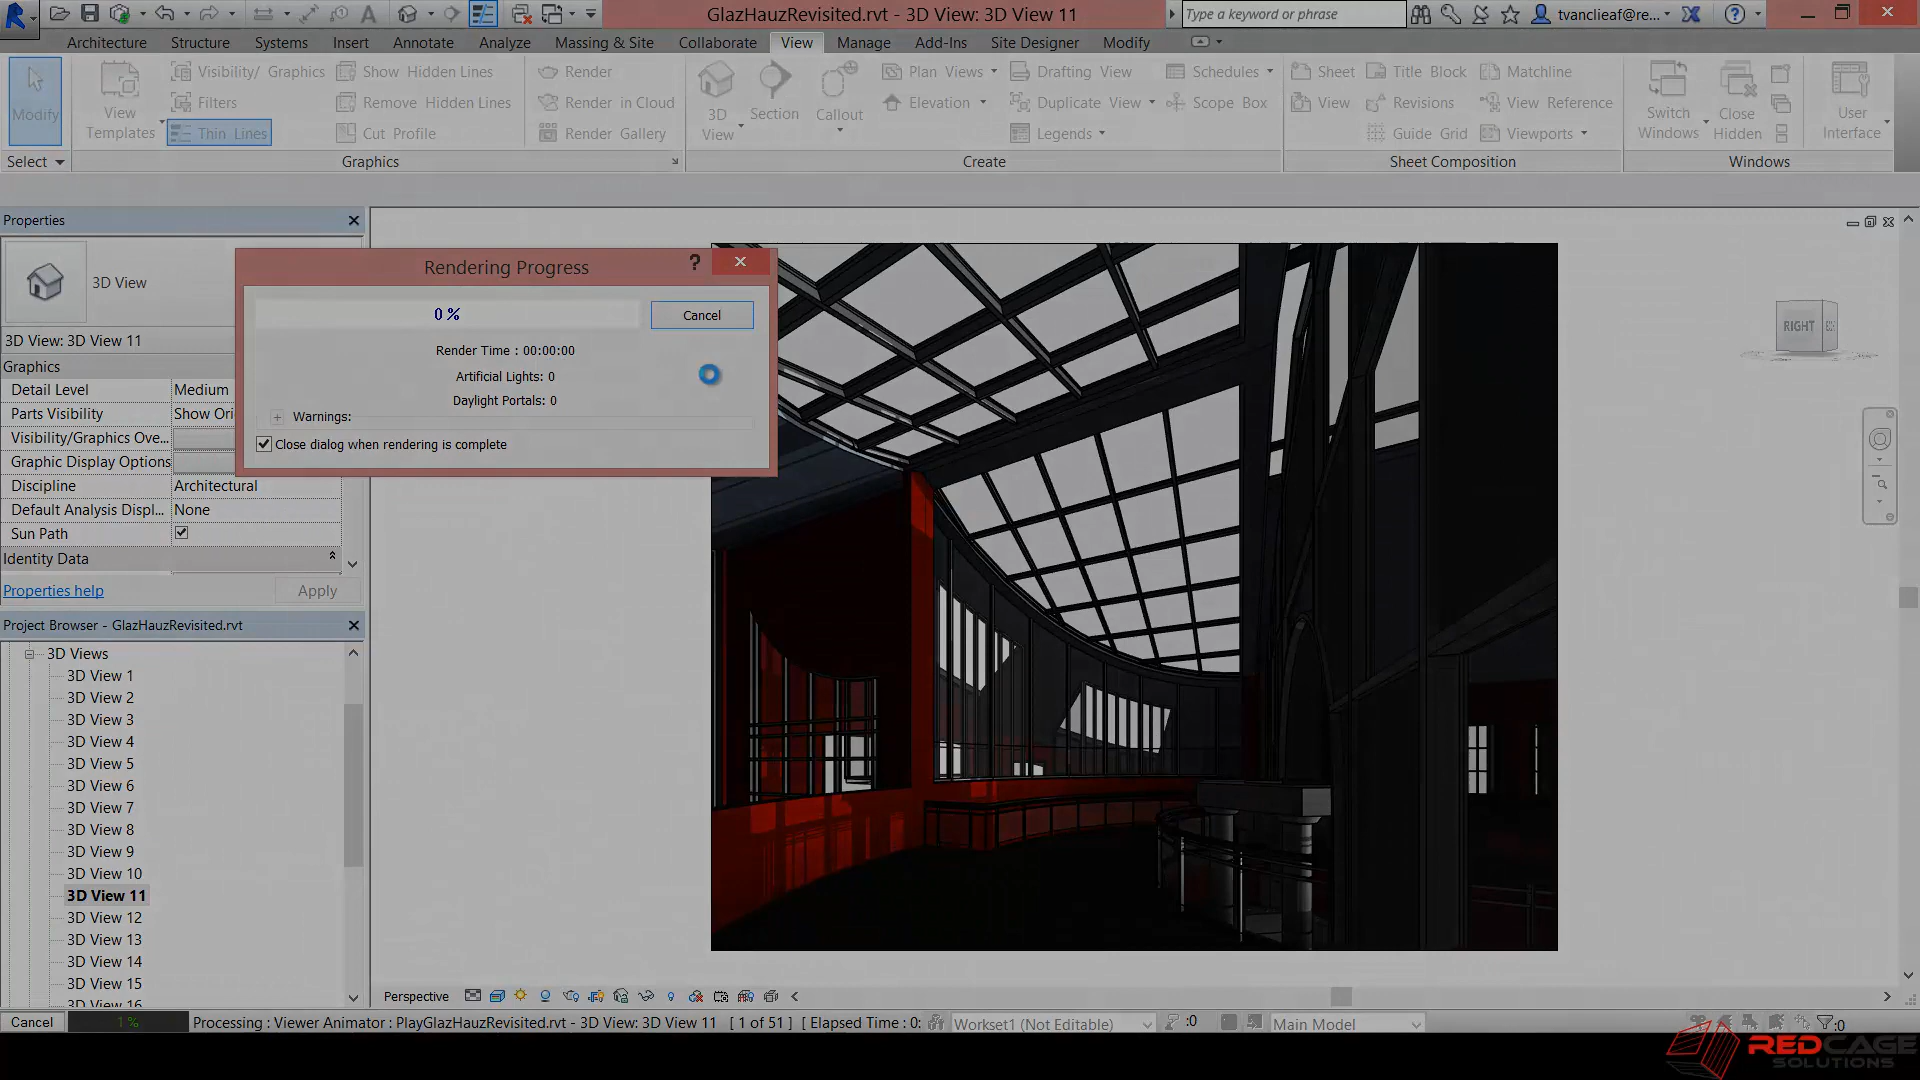 GlazHauzRevisited.rvt - 3D View: 3D View 11
Type a keyword or phrase
tvanclieaf@re...
Architecture Structure Systems Insert Annotate Analyze Massing & Site Collaborate View Manage Add-Ins Site Designer Modify
Modify
View Templates
Visibility/ Graphics
Filters
Thin Lines
Show Hidden Lines
Remove Hidden Lines
Cut Profile
Render
Render in Cloud
Render Gallery
3D View
Section
Callout
Plan Views
Elevation
Drafting View
Duplicate View
Legends
Schedules
Scope Box
Sheet
View
Title Block
Revisions
Guide Grid
Matchline
View Reference
Viewports
Switch Windows
Close Hidden
User Interface
Select
Graphics
Create
Sheet Composition
Windows
Properties
3D View
3D View: 3D View 11
Graphics
Detail Level Medium
Parts Visibility Show Ori
Visibility/Graphics Ove...
Graphic Display Options
Discipline Architectural
Default Analysis Displ... None
Sun Path
Identity Data
Properties help
Apply
Rendering Progress
0 %
Cancel
Render Time : 00:00:00
Artificial Lights: 0
Daylight Portals: 0
Warnings:
Close dialog when rendering is complete
RIGHT
Project Browser - GlazHauzRevisited.rvt
3D Views
3D View 1
3D View 2
3D View 3
3D View 4
3D View 5
3D View 6
3D View 7
3D View 8
3D View 9
3D View 10
3D View 11
3D View 12
3D View 13
3D View 14
3D View 15
3D View 16
Perspective
Cancel
1 %
Processing : Viewer Animator : PlayGlazHauzRevisited.rvt - 3D View: 3D View 11 [ 1 of 51 ] [ Elapsed Time : 0:
Workset1 (Not Editable)
:0
Main Model
:0
REDCAGE
SOLUTIONS